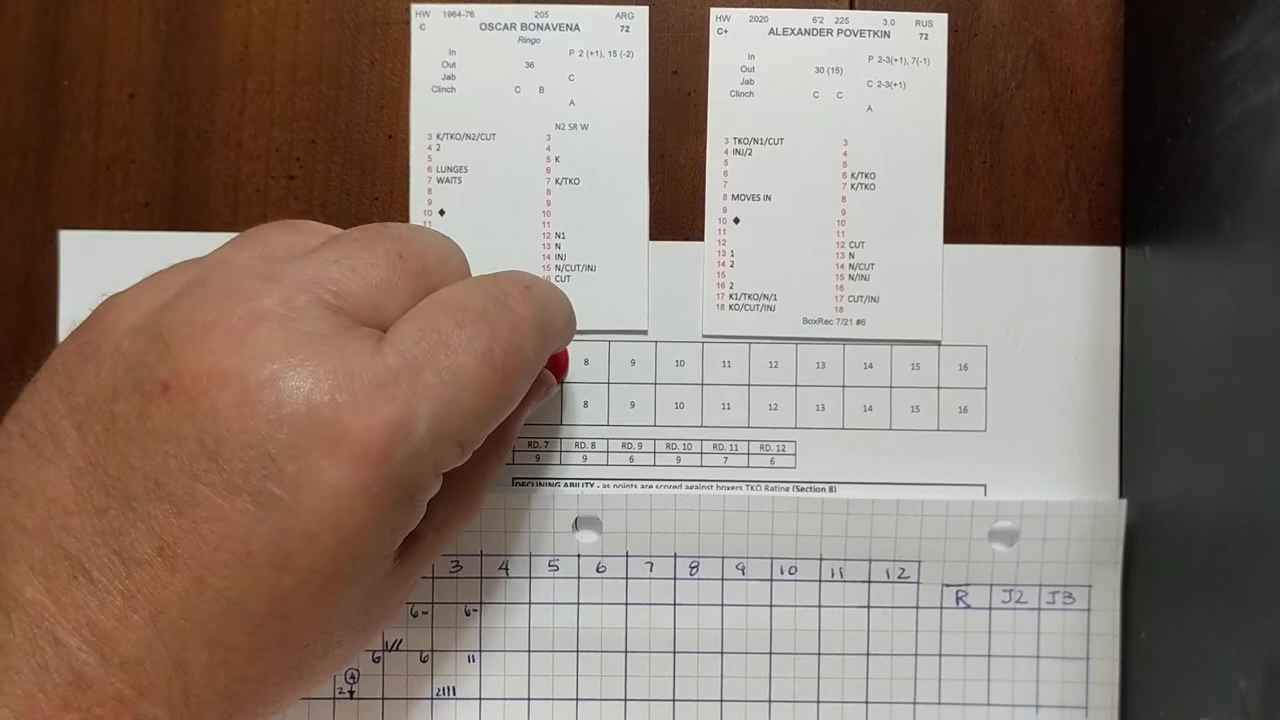 HW 1964-76 205 ARG
C OSCAR BONAVENA 72
Ringo
In P 2 (+1), 15 (-2)
Out 36
Jab C
Clinch C B
A
N2 SR W
3 K/TKO/N2/CUT 3
4 2 4
5 5 K
6 LUNGES 6
7 WAITS 7 K/TKO
8 8
9 9
10 ♦ 10
11 11
12 N1
13 N
14 INJ
15 N/CUT/INJ
16 CUT
HW 2020 6'2 225 3.0 RUS
C+ ALEXANDER POVETKIN 72
In P 2-3(+1), 7(-1)
Out 30 (15)
Jab C 2-3(+1)
Clinch C C
A
3 TKO/N1/CUT 3
4 INJ/2 4
5 5
6 6 K/TKO
7 7 K/TKO
8 MOVES IN 8
9 9
10 ♦ 10
11 11
12 12 CUT
13 1 13 N
14 2 14 N/CUT
15 15 N/INJ
16 2 16
17 K1/TKO/N/1 17 CUT/INJ
18 KO/CUT/INJ 18
BoxRec 7/21 #6
8 9 10 11 12 13 14 15 16
8 9 10 11 12 13 14 15 16
RD. 7 RD. 8 RD. 9 RD. 10 RD. 11 RD. 12
9 9 6 9 7 6
DECLINING ABILITY - as points are scored against boxers TKO Rating (Section 8)
3 4 5 6 7 8 9 10 11 12
R J2 J3
6- 6-
6 6 11
2 4 2111